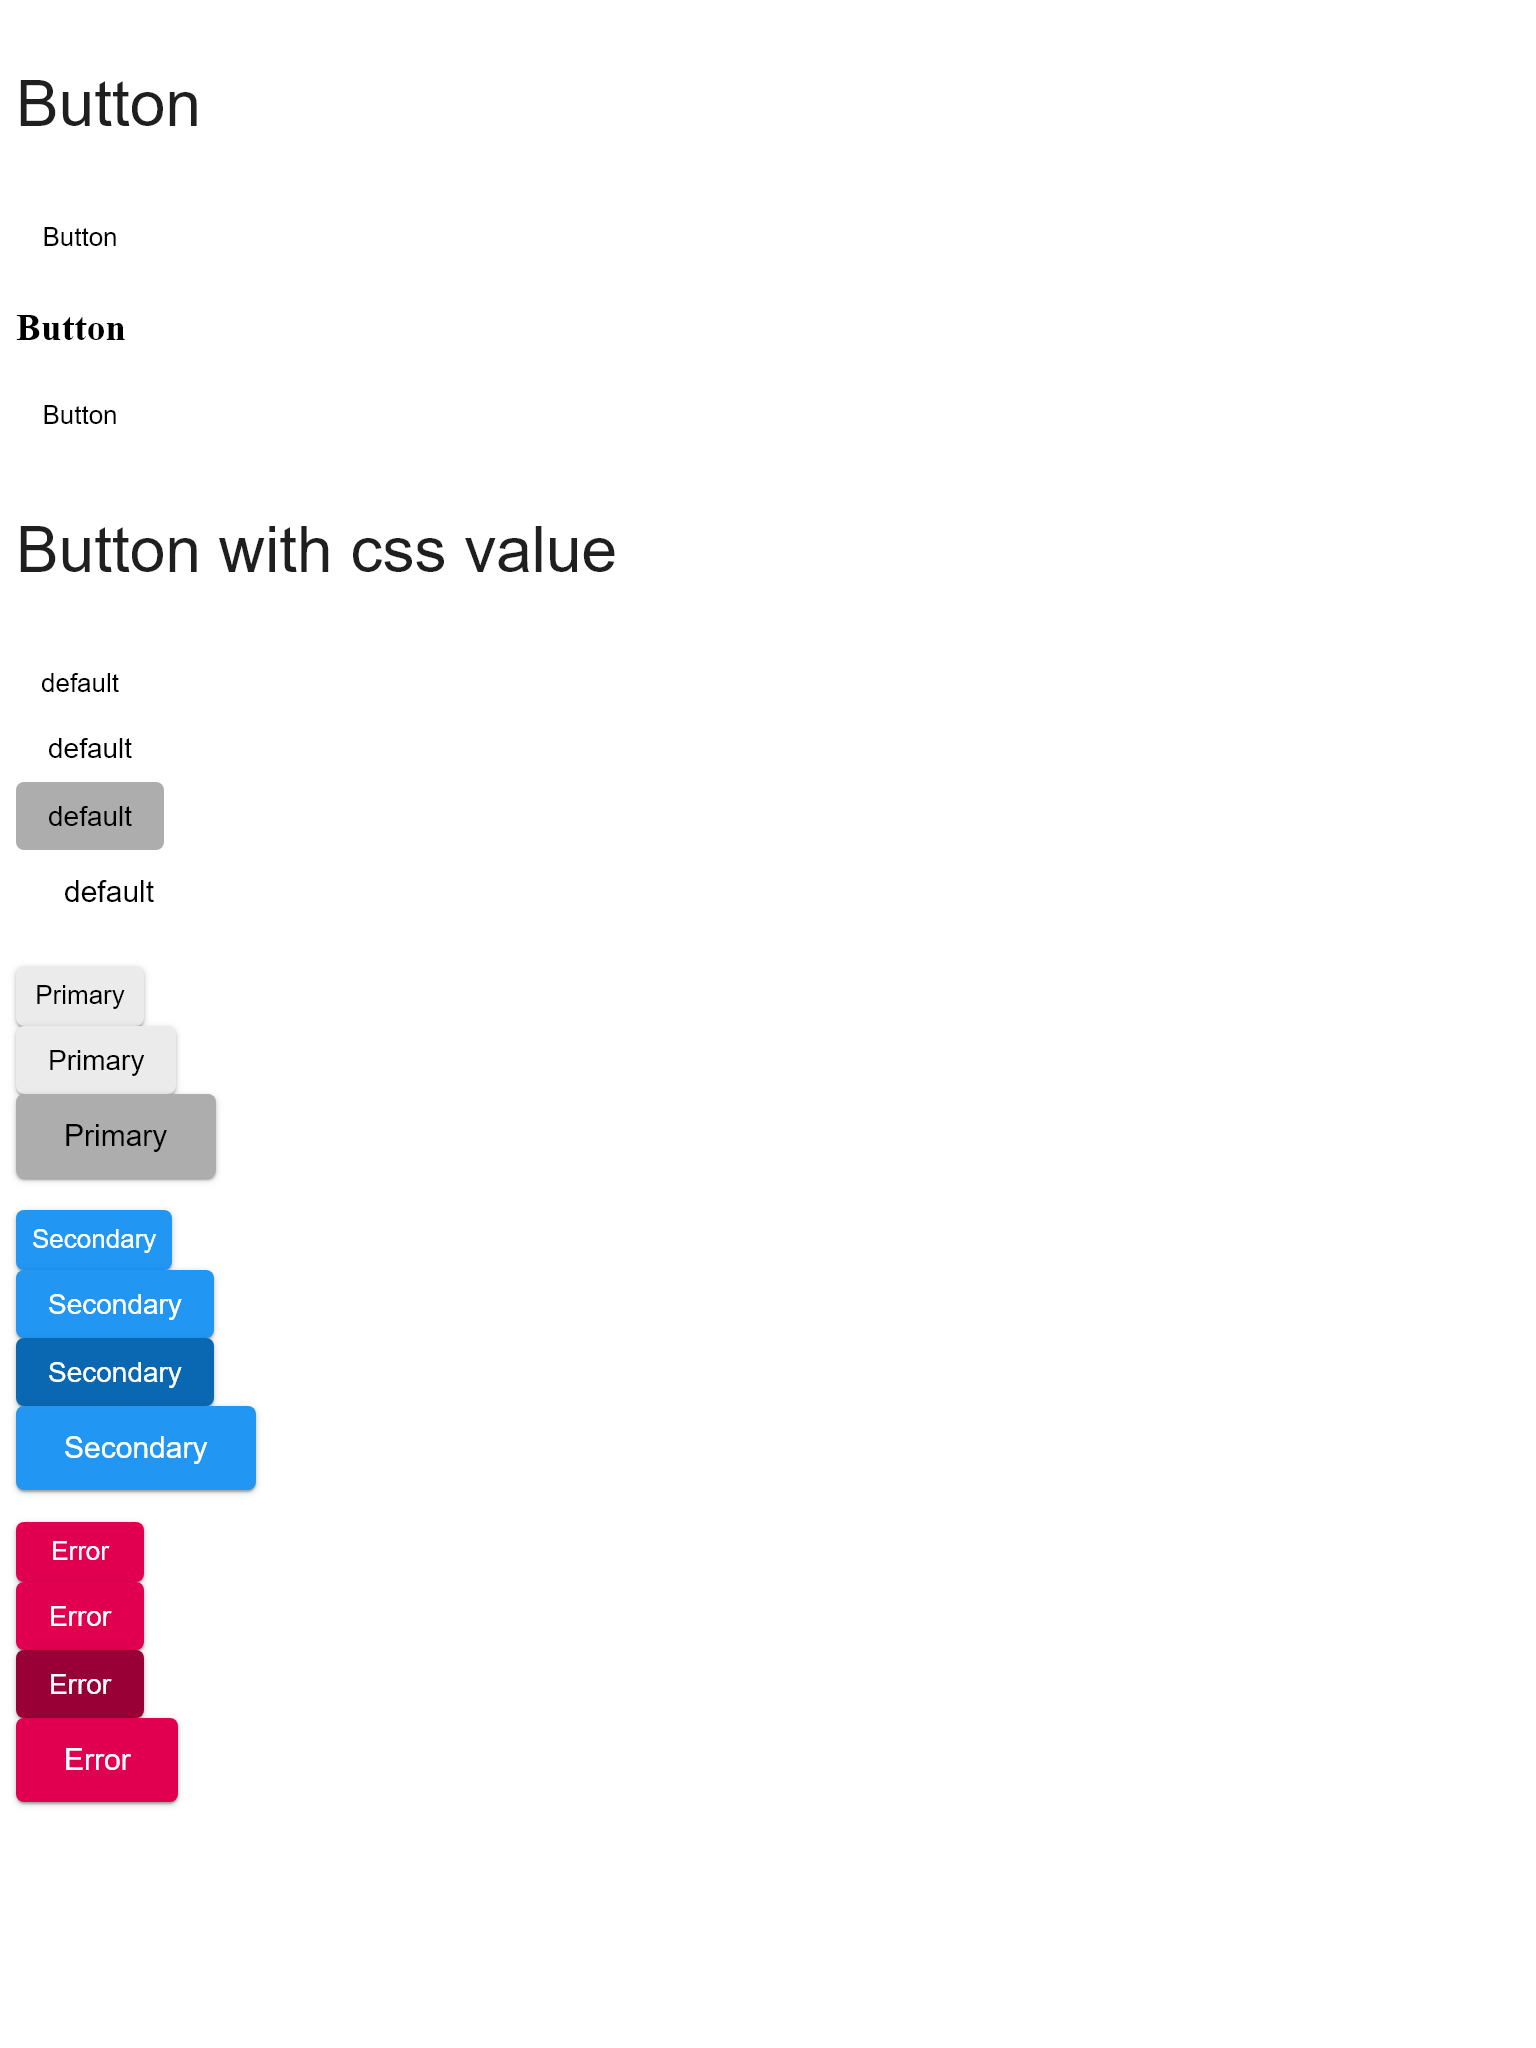 Button
Button
Button
Button
Button with css value
default
default
default
default
Primary
Primary
Primary
Secondary
Secondary
Secondary
Secondary
Error
Error
Error
Error